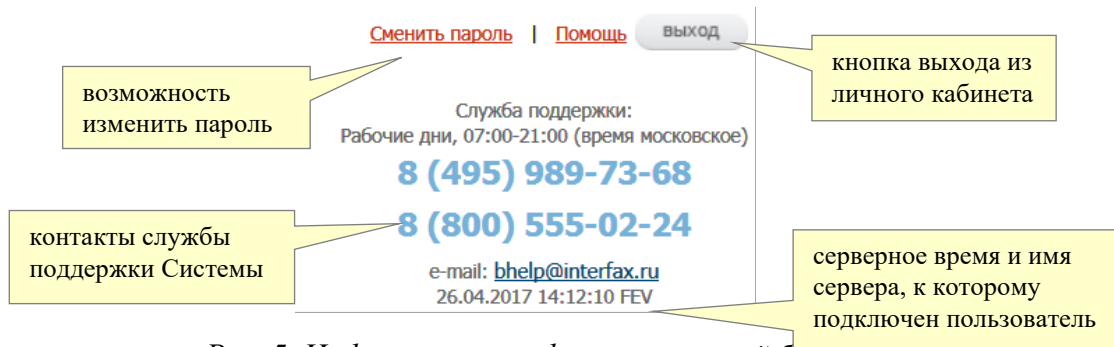 Сменить пароль | Помощь выход
возможность
изменить пароль
кнопка выхода из
личного кабинета
Служба поддержки:
Рабочие дни, 07:00-21:00 (время московское)
8 (495) 989-73-68
8 (800) 555-02-24
контакты службы
поддержки Системы
e-mail: bhelp@interfax.ru
26.04.2017 14:12:10 FEV
серверное время и имя
сервера, к которому
подключен пользователь